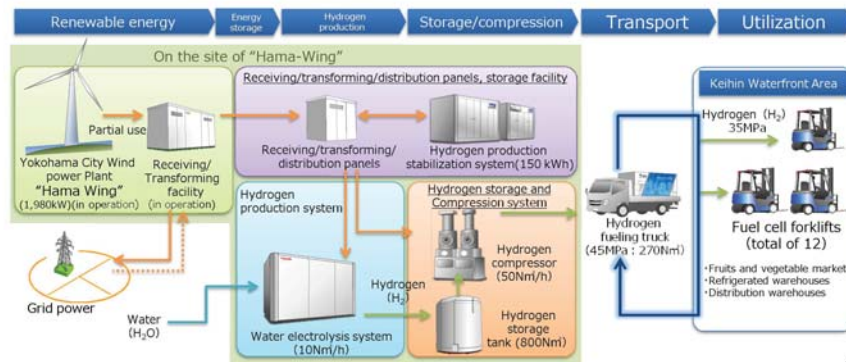 Renewable energy
Energy
storage
Hydrogen
production
Storage/compression
Transport
Utilization
On the site of "Hama-Wing"
Partial use
Yokohama City Wind
power Plant
"Hama Wing"
(1,980kW)(in operation)
Receiving/
Transforming
facility
(in operation)
Grid power
Water
(H₂O)
Receiving/transforming/distribution panels, storage facility
Receiving/transforming/
distribution panels
Hydrogen production
stabilization system(150 kWh)
Hydrogen
production system
Water electrolysis system
(10N㎥/h)
Hydrogen
(H₂)
Hydrogen storage and
Compression system
Hydrogen
compressor
(50N㎥/h)
Hydrogen
storage
tank (800N㎥)
Hydrogen
fueling truck
(45MPa : 270N㎥)
Keihin Waterfront Area
Hydrogen (H₂)
35MPa
Fuel cell forklifts
(total of 12)
・Fruits and vegetable market
・Refrigerated warehouses
・Distribution warehouses